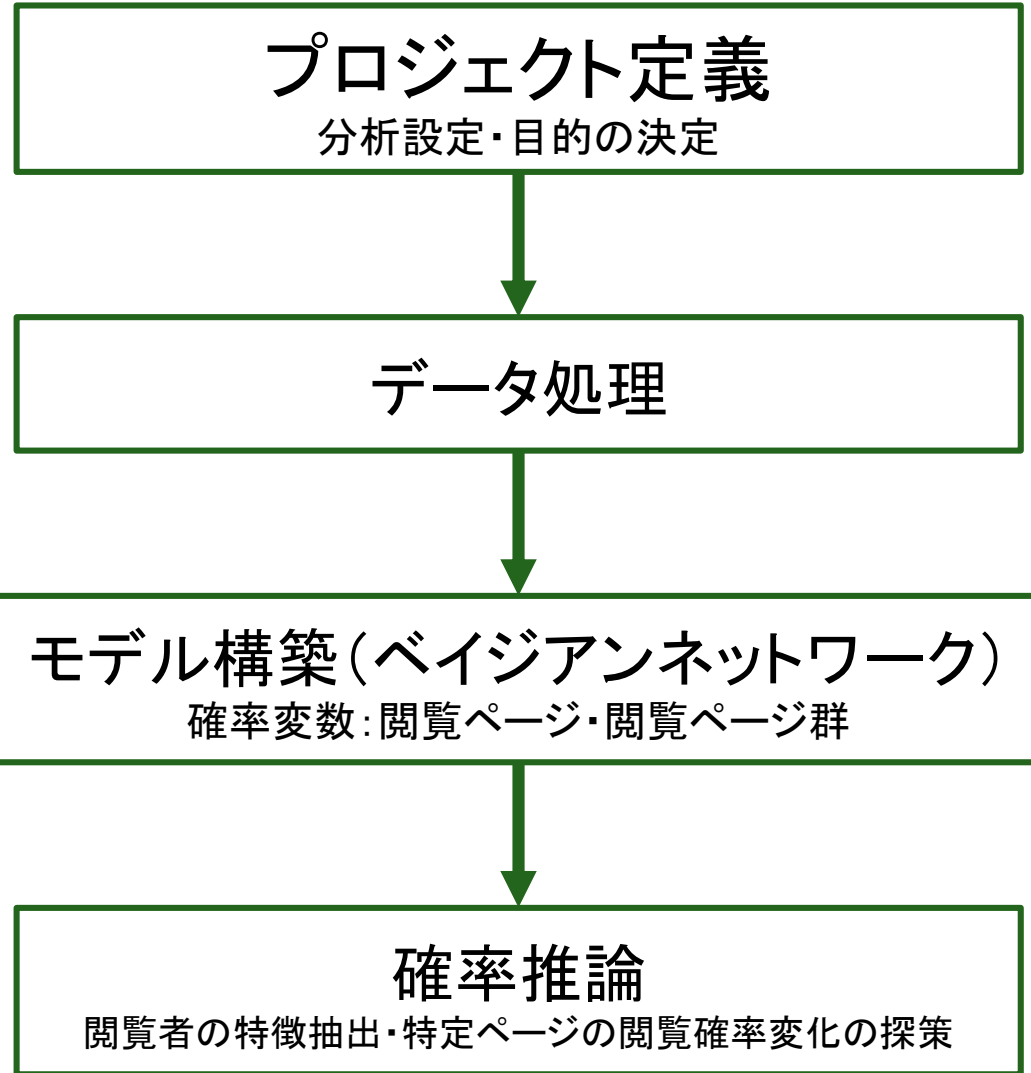 プロジェクト定義
分析設定・目的の決定
データ処理
モデル構築(ベイジアンネットワーク)
確率変数:閲覧ページ・閲覧ページ群
確率推論
閲覧者の特徴抽出・特定ページの閲覧確率変化の探策